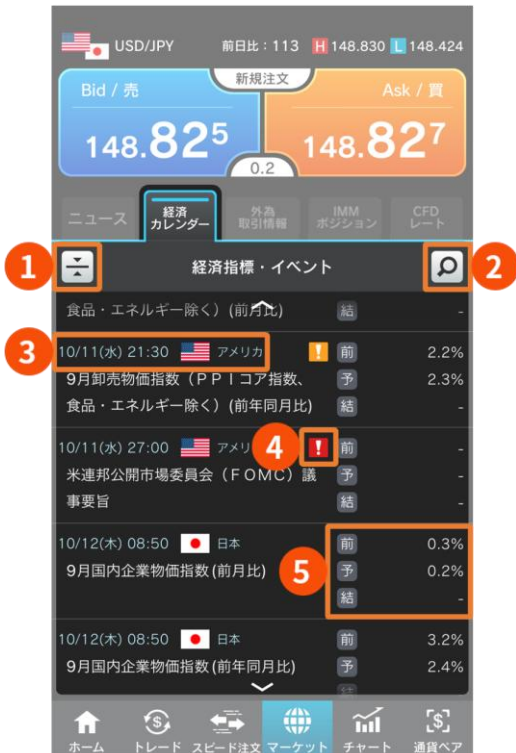 USD/JPY 前日比：113 H 148.830 L 148.424
新規注文
Bid / 売 Ask / 買
148.825 148.827
0.2
ニュース 経済カレンダー 外為取引情報 IMMポジション CFDレート
1 経済指標・イベント 2
食品・エネルギー除く）(前月比) 結 -
3 10/11(水) 21:30 アメリカ ! 前 2.2%
9月卸売物価指数（ＰＰＩコア指数、 予 2.3%
食品・エネルギー除く）(前年同月比) 結 -
10/11(水) 27:00 アメリ 4 ! 前 -
米連邦公開市場委員会（ＦＯＭＣ）議 予 -
事要旨 結 -
10/12(木) 08:50 日本 前 0.3%
9月国内企業物価指数(前月比) 5 予 0.2%
結 -
10/12(木) 08:50 日本 前 3.2%
9月国内企業物価指数(前年同月比) 予 2.4%
結
ホーム トレード スピード注文 マーケット チャート 通貨ペア